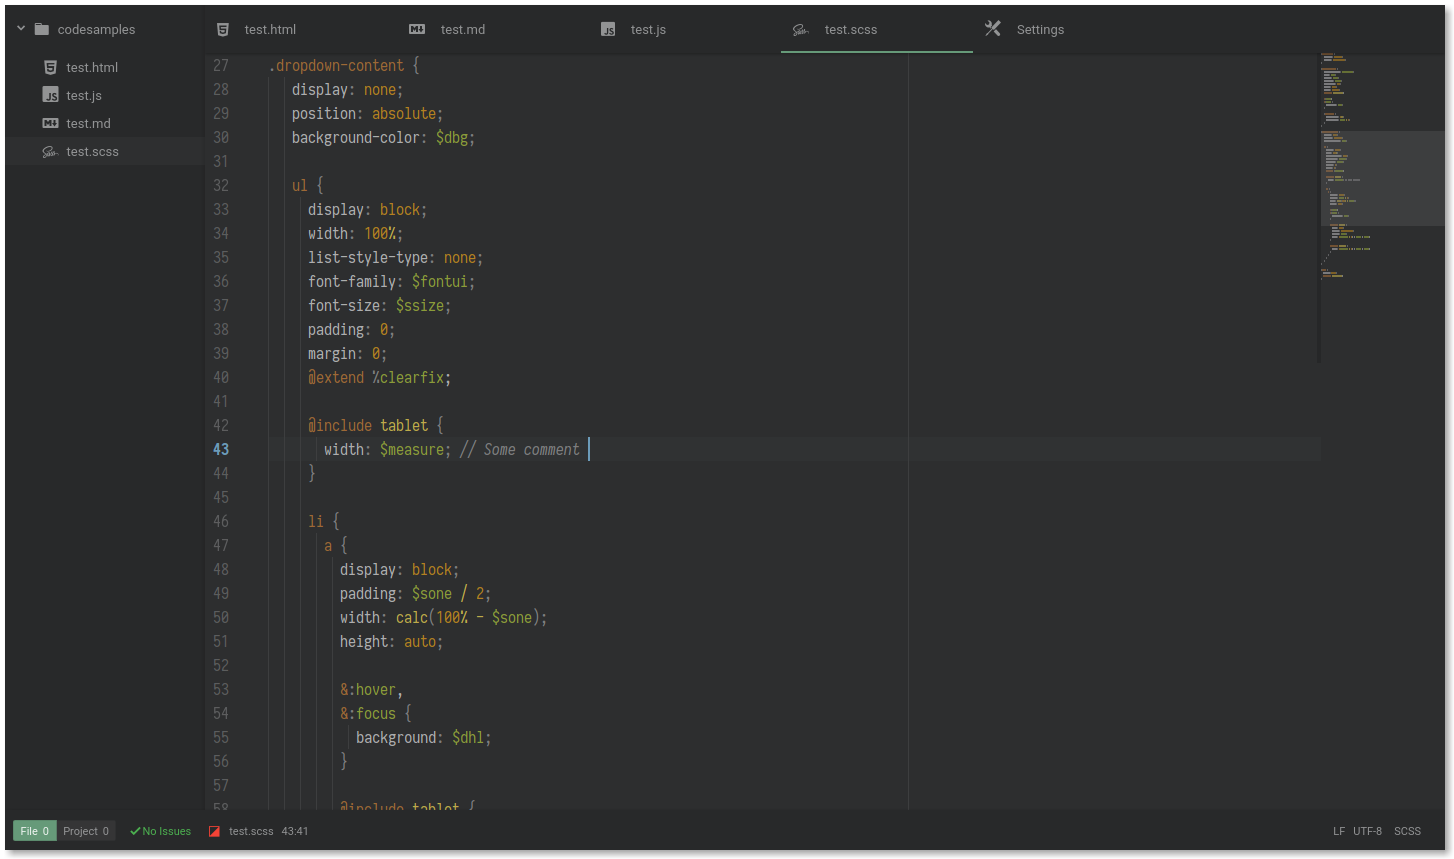 codesamples
test.html
test.js
test.md
test.scss
test.html test.md test.js test.scss Settings
27 .dropdown-content {
28 display: none;
29 position: absolute;
30 background-color: $dbg;
31
32 ul {
33 display: block;
34 width: 100%;
35 list-style-type: none;
36 font-family: $fontui;
37 font-size: $ssize;
38 padding: 0;
39 margin: 0;
40 @extend %clearfix;
41
42 @include tablet {
43 width: $measure; // Some comment
44 }
45
46 li {
47 a {
48 display: block;
49 padding: $sone / 2;
50 width: calc(100% - $sone);
51 height: auto;
52
53 &:hover,
54 &:focus {
55 background: $dhl;
56 }
57
58 @include tablet {
File 0 Project 0 No Issues test.scss 43:41 LF UTF-8 SCSS